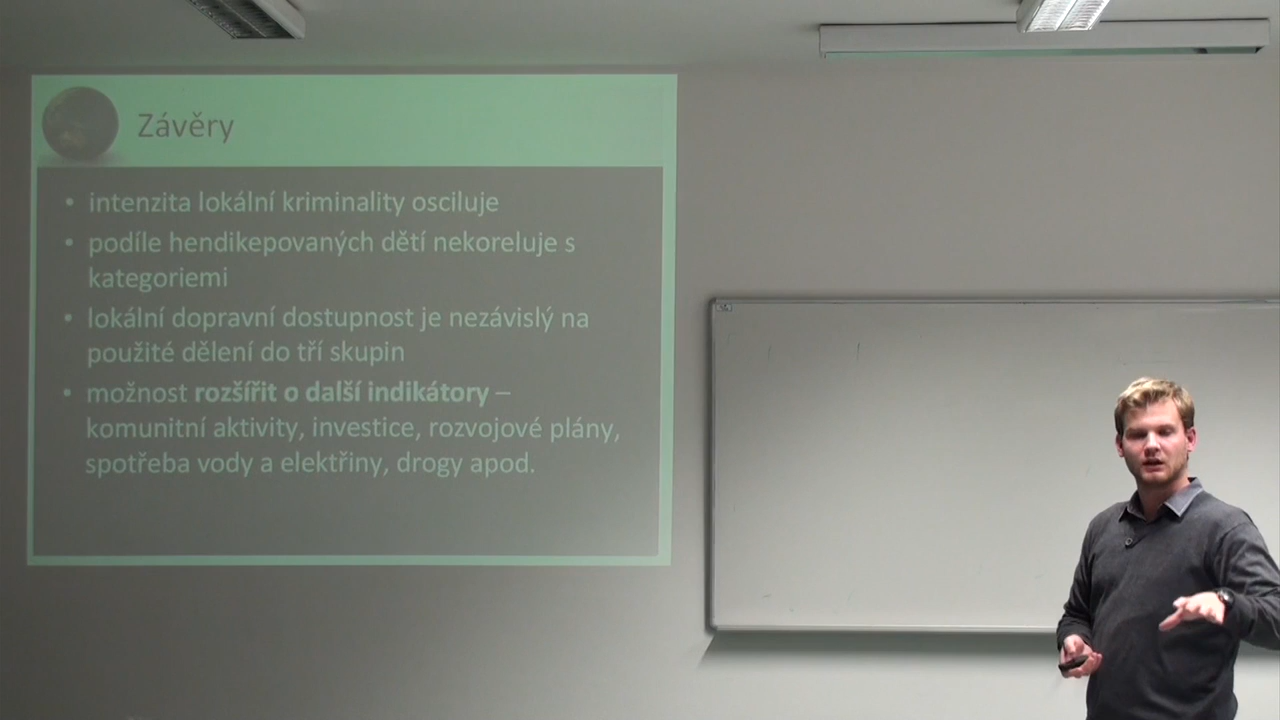 Závěry
• intenzita lokální kriminality osciluje
• podíle hendikepovaných dětí nekoreluje s
kategoriemi
• lokální dopravní dostupnost je nezávislý na
použité dělení do tří skupin
• možnost rozšířit o další indikátory –
komunitní aktivity, investice, rozvojové plány,
spotřeba vody a elektřiny, drogy apod.